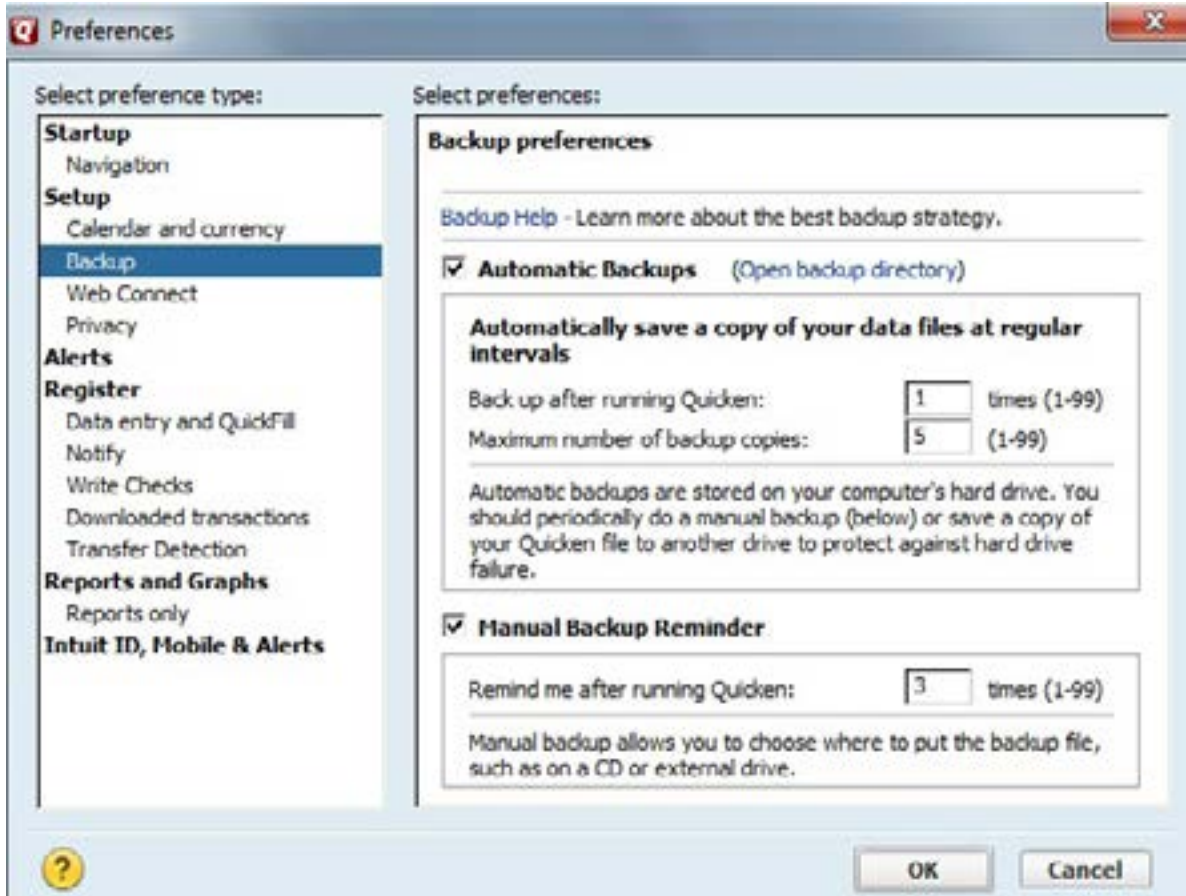 Preferences
Select preference type:
Startup
Navigation
Setup
Calendar and currency
Backup
Web Connect
Privacy
Alerts
Register
Data entry and QuickFill
Notify
Write Checks
Downloaded transactions
Transfer Detection
Reports and Graphs
Reports only
Intuit ID, Mobile & Alerts
Select preferences:
Backup preferences
Backup Help - Learn more about the best backup strategy.
Automatic Backups (Open backup directory)
Automatically save a copy of your data files at regular
intervals
Back up after running Quicken: 1 times (1-99)
Maximum number of backup copies: 5 (1-99)
Automatic backups are stored on your computer's hard drive. You
should periodically do a manual backup (below) or save a copy of
your Quicken file to another drive to protect against hard drive
failure.
Manual Backup Reminder
Remind me after running Quicken: 3 times (1-99)
Manual backup allows you to choose where to put the backup file,
such as on a CD or external drive.
?
OK Cancel